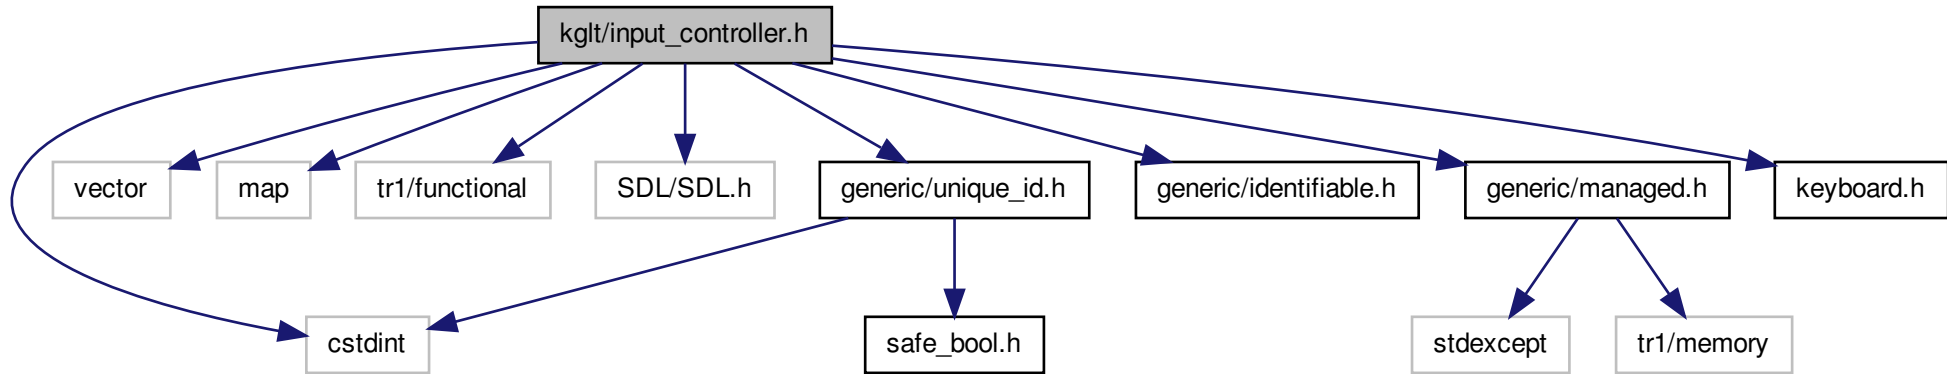 kglt/input_controller.h
vector
map
tr1/functional
SDL/SDL.h
generic/unique_id.h
generic/identifiable.h
generic/managed.h
keyboard.h
cstdint
safe_bool.h
stdexcept
tr1/memory